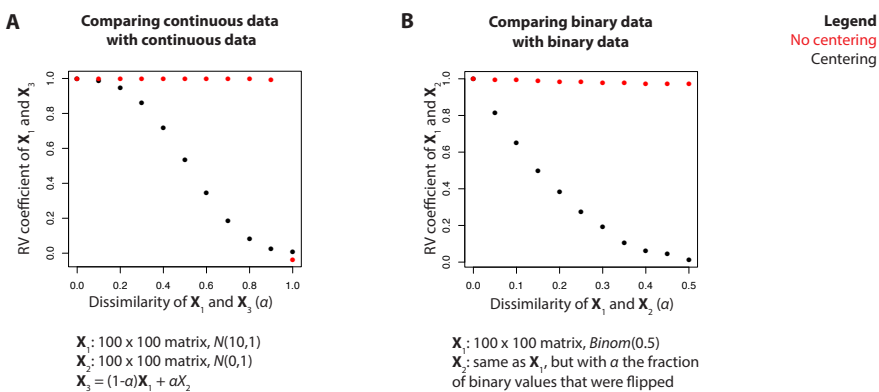 A
Comparing continuous data
with continuous data
RV coefficient of X1 and X3
1.0
0.8
0.6
0.4
0.2
0.0
0.0 0.2 0.4 0.6 0.8 1.0
Dissimilarity of X1 and X3 (α)
X1: 100 x 100 matrix, N(10,1)
X2: 100 x 100 matrix, N(0,1)
X3 = (1-α)X1 + αX2
B
Comparing binary data
with binary data
RV coefficient of X1 and X2
1.0
0.8
0.6
0.4
0.2
0.0
0.0 0.1 0.2 0.3 0.4 0.5
Dissimilarity of X1 and X2 (α)
X1: 100 x 100 matrix, Binom(0.5)
X2: same as X1, but with α the fraction
of binary values that were flipped
Legend
No centering
Centering